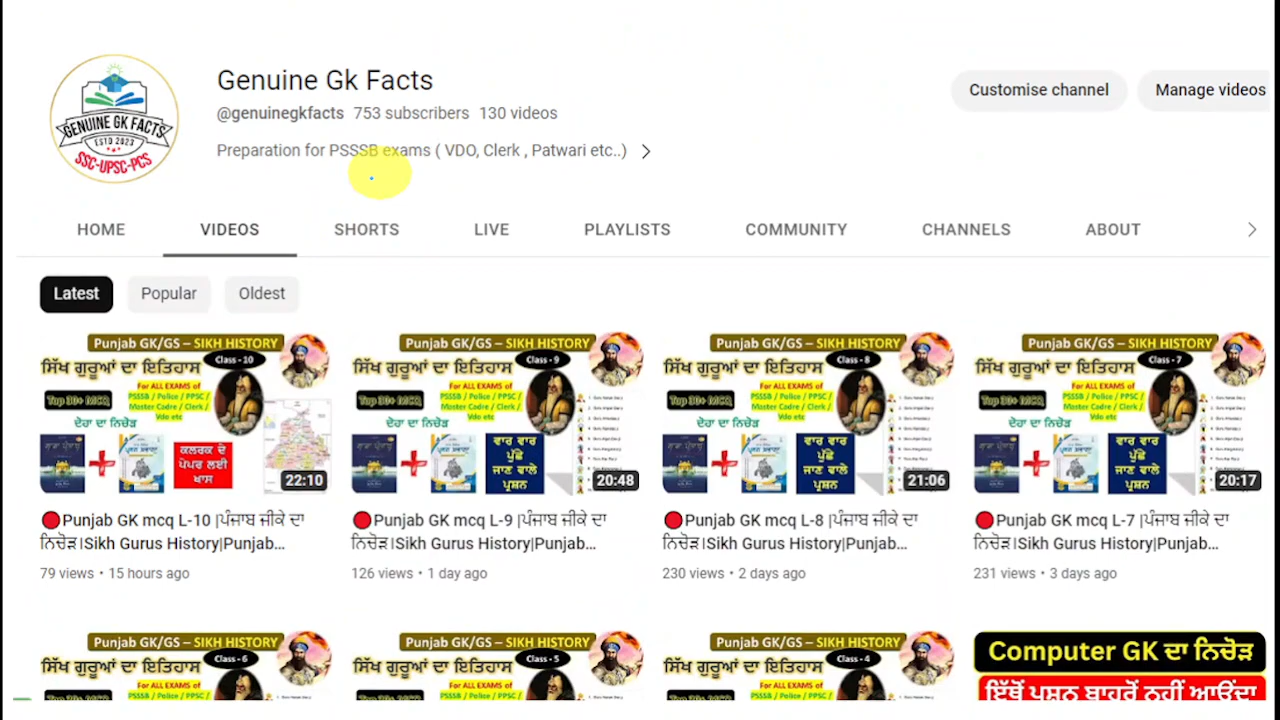 GENUINE GK FACTS
ESTD 2023
SSC-UPSC-PCS
Genuine Gk Facts
@genuinegkfacts 753 subscribers 130 videos
Preparation for PSSSB exams ( VDO, Clerk , Patwari etc..)
Customise channel
Manage videos
HOME VIDEOS SHORTS LIVE PLAYLISTS COMMUNITY CHANNELS ABOUT
Latest Popular Oldest
Punjab GK/GS – SIKH HISTORY
Class - 10
ਸਿੱਖ ਗੁਰੂਆਂ ਦਾ ਇਤਿਹਾਸ
For ALL EXAMS of
PSSSB / Police / PPSC /
Master Cadre / Clerk /
Vdo etc
Top 30+ MCQ
ਦੋਹਾ ਦਾ ਨਿਚੋੜ
ਕਲਰਕ ਦੇ
ਪੇਪਰ ਲਈ
ਖਾਸ
22:10
🔴Punjab GK mcq L-10 |ਪੰਜਾਬ ਜੀਕੇ ਦਾ
ਨਿਚੋੜ।Sikh Gurus History|Punjab...
79 views • 15 hours ago
Punjab GK/GS – SIKH HISTORY
Class - 9
ਸਿੱਖ ਗੁਰੂਆਂ ਦਾ ਇਤਿਹਾਸ
For ALL EXAMS of
PSSSB / Police / PPSC /
Master Cadre / Clerk /
Vdo etc
Top 30+ MCQ
ਦੋਹਾ ਦਾ ਨਿਚੋੜ
ਵਾਰ ਵਾਰ
ਪੁੱਛੇ
ਜਾਣ ਵਾਲੇ
ਪ੍ਰਸ਼ਨ
20:48
🔴Punjab GK mcq L-9 |ਪੰਜਾਬ ਜੀਕੇ ਦਾ
ਨਿਚੋੜ।Sikh Gurus History|Punjab...
126 views • 1 day ago
Punjab GK/GS – SIKH HISTORY
Class - 8
ਸਿੱਖ ਗੁਰੂਆਂ ਦਾ ਇਤਿਹਾਸ
For ALL EXAMS of
PSSSB / Police / PPSC /
Master Cadre / Clerk /
Vdo etc
Top 30+ MCQ
ਦੋਹਾ ਦਾ ਨਿਚੋੜ
ਵਾਰ ਵਾਰ
ਪੁੱਛੇ
ਜਾਣ ਵਾਲੇ
ਪ੍ਰਸ਼ਨ
21:06
🔴Punjab GK mcq L-8 |ਪੰਜਾਬ ਜੀਕੇ ਦਾ
ਨਿਚੋੜ।Sikh Gurus History|Punjab...
230 views • 2 days ago
Punjab GK/GS – SIKH HISTORY
Class - 7
ਸਿੱਖ ਗੁਰੂਆਂ ਦਾ ਇਤਿਹਾਸ
For ALL EXAMS of
PSSSB / Police / PPSC /
Master Cadre / Clerk /
Vdo etc
Top 30+ MCQ
ਦੋਹਾ ਦਾ ਨਿਚੋੜ
ਵਾਰ ਵਾਰ
ਪੁੱਛੇ
ਜਾਣ ਵਾਲੇ
ਪ੍ਰਸ਼ਨ
20:17
🔴Punjab GK mcq L-7 |ਪੰਜਾਬ ਜੀਕੇ ਦਾ
ਨਿਚੋੜ।Sikh Gurus History|Punjab...
231 views • 3 days ago
Punjab GK/GS – SIKH HISTORY
Class - 6
ਸਿੱਖ ਗੁਰੂਆਂ ਦਾ ਇਤਿਹਾਸ
For ALL EXAMS of
PSSSB / Police / PPSC /
Punjab GK/GS – SIKH HISTORY
Class - 5
ਸਿੱਖ ਗੁਰੂਆਂ ਦਾ ਇਤਿਹਾਸ
For ALL EXAMS of
PSSSB / Police / PPSC /
Punjab GK/GS – SIKH HISTORY
Class - 4
ਸਿੱਖ ਗੁਰੂਆਂ ਦਾ ਇਤਿਹਾਸ
For ALL EXAMS of
PSSSB / Police / PPSC /
Computer GK ਦਾ ਨਿਚੋੜ
ਇੱਥੋਂ ਪ੍ਰਸ਼ਨ ਬਾਹਰੋਂ ਨਹੀਂ ਆਉਂਦਾ